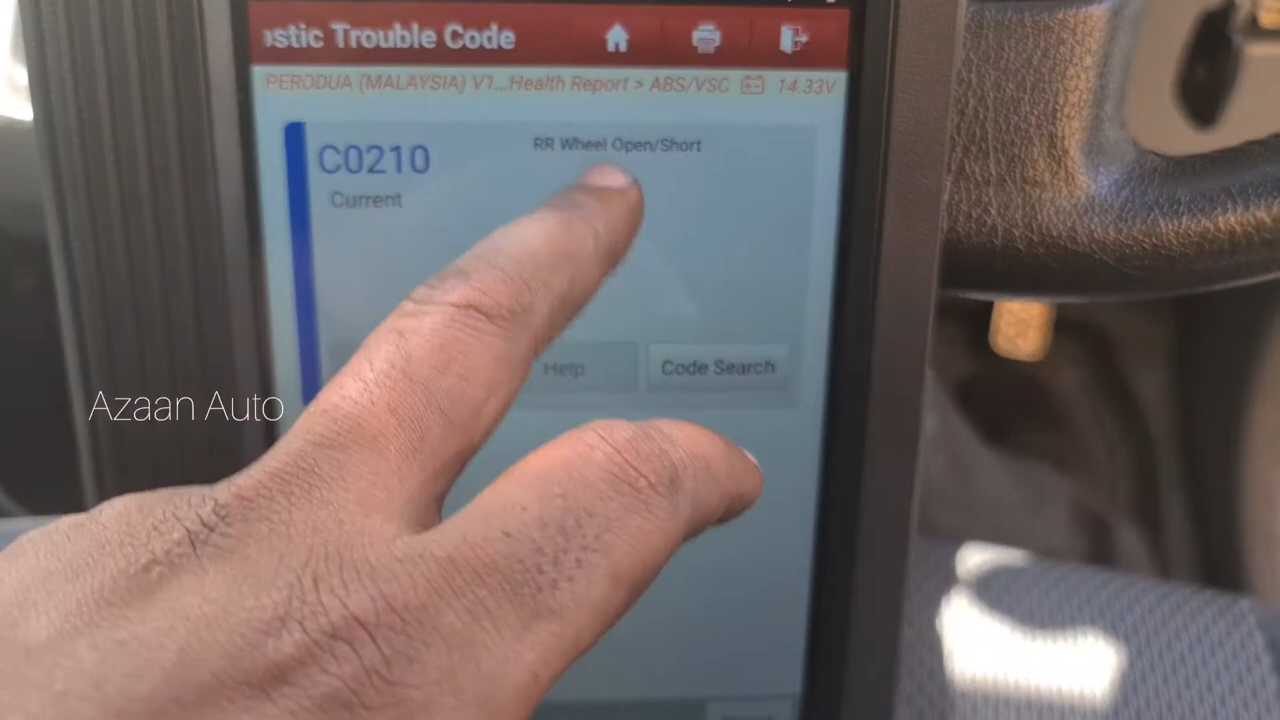 ostic Trouble Code
PERODUA (MALAYSIA) V1...Health Report > ABS/VSC 14.33V
C0210
RR Wheel Open/Short
Current
Help
Code Search
Azaan Auto